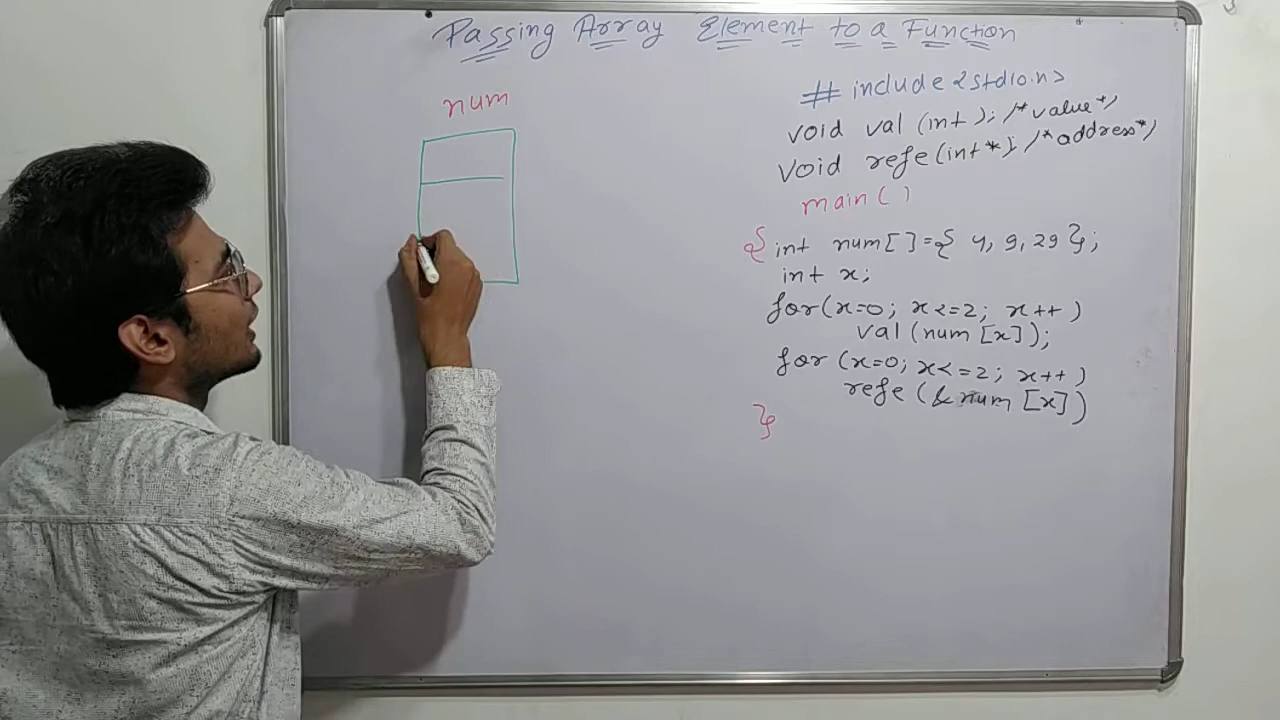 Passing Array Element to a Function
num
# include <stdio.h>
void val (int); /*value*/
void refe(int*); /*address*/
main()
{ int num[]={ 4, 9, 29 };
int x;
for(x=0; x<=2; x++)
val(num[x]);
for (x=0; x<=2; x++)
refe (&num [x])
}